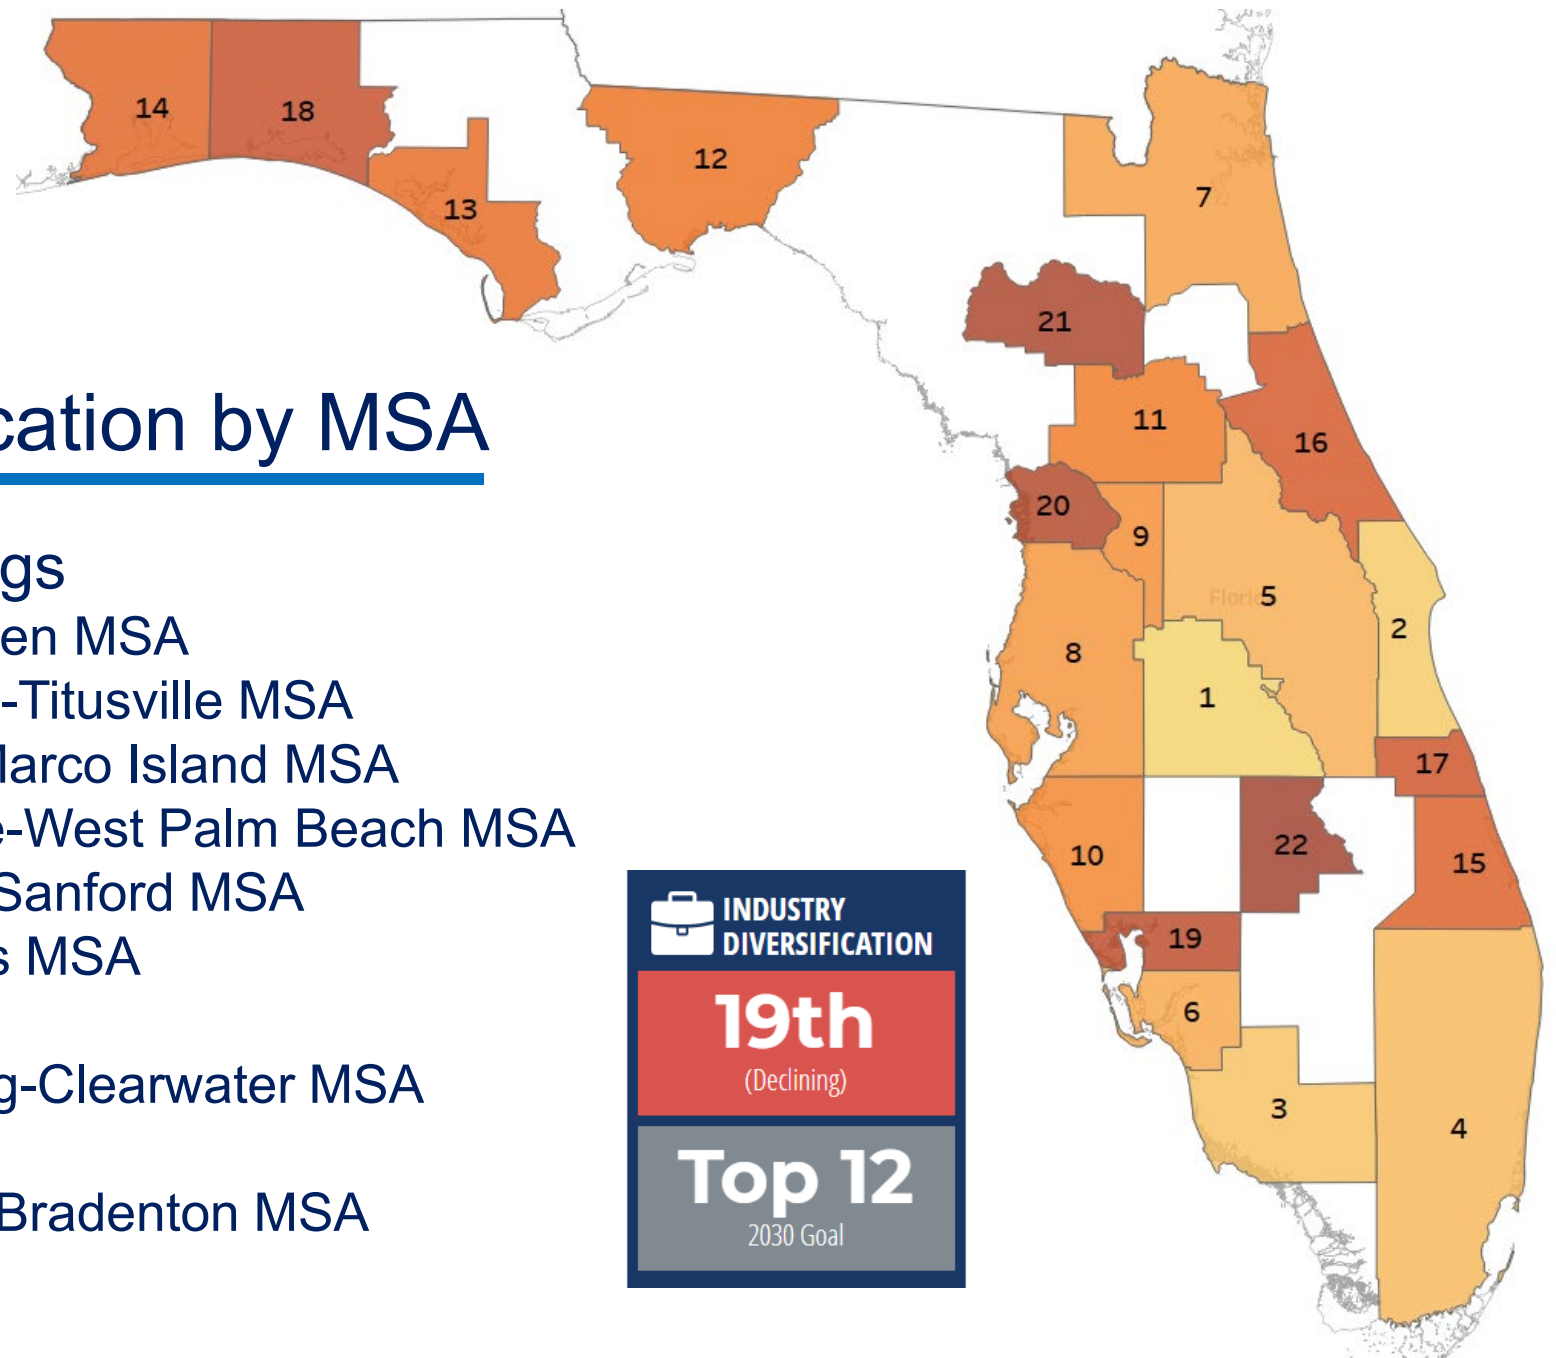 cation by MSA
gs
en MSA
-Titusville MSA
Marco Island MSA
e-West Palm Beach MSA
Sanford MSA
s MSA
g-Clearwater MSA
Bradenton MSA
INDUSTRY
DIVERSIFICATION
19th
(Declining)
Top 12
2030 Goal
14
18
12
13
7
21
11
16
20
9
5
Florid
2
8
1
17
22
10
15
19
6
3
4